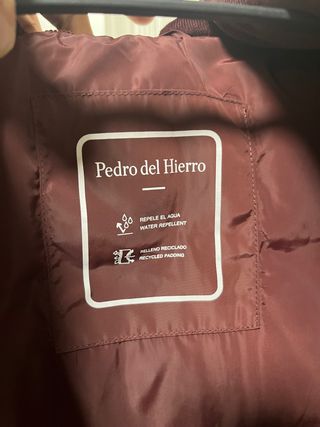 Pedro del Hierro
REPELE EL AGUA
WATER REPELLENT
RELLENO RECICLADO
RECYCLED PADDING